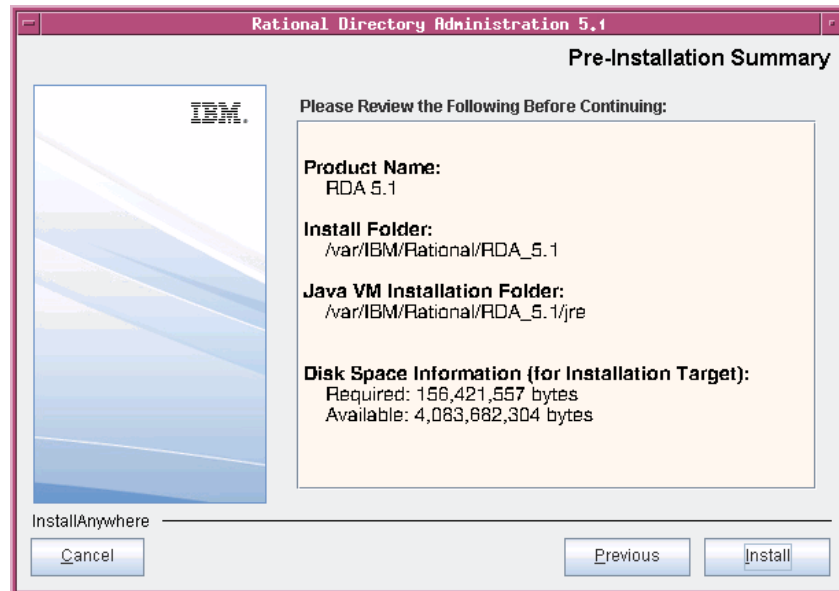 Rational Directory Administration 5.1
Pre-Installation Summary
IBM.
Please Review the Following Before Continuing:
Product Name:
RDA 5.1
Install Folder:
/var/IBM/Rational/RDA_5.1
Java VM Installation Folder:
/var/IBM/Rational/RDA_5.1/jre
Disk Space Information (for Installation Target):
Required: 156,421,557 bytes
Available: 4,083,682,304 bytes
InstallAnywhere
Cancel
Previous
Install